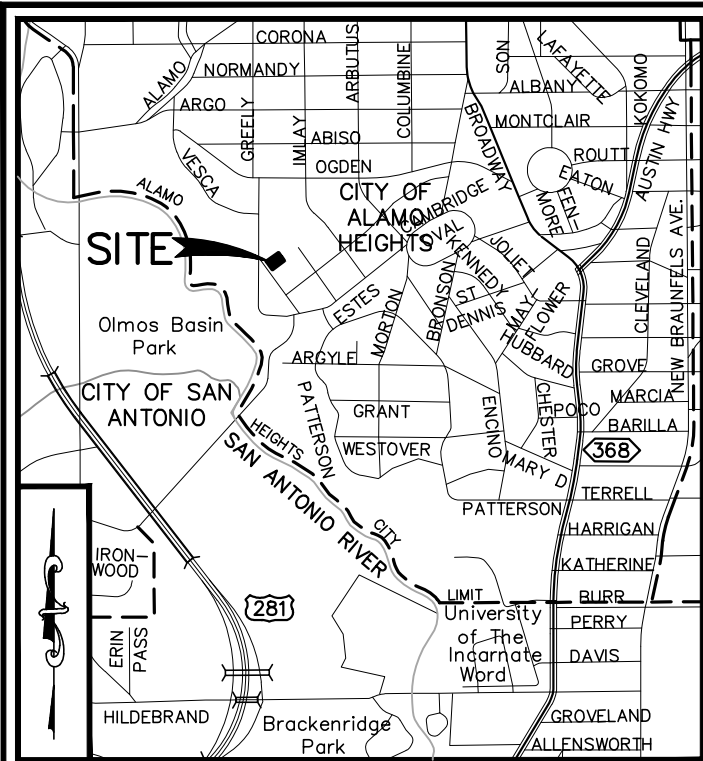 CORONA
ARBUTUS
COLUMBINE
SON
LAFAYETTE
KOKOMO
ALAMO
NORMANDY
ALBANY
ARGO
GREELY
IMLAY
ABISO
BROADWAY
MONTCLAIR
AUSTIN HWY
OGDEN
ROUTT
VESCA
EATON
ALAMO
CITY OF
ALAMO
HEIGHTS
CAMBRIDGE
OVAL
FEN-
MORE
SITE
KENNEDY
JOLIET
CLEVELAND
NEW BRAUNFELS AVE.
ESTES
MORTON
BRONSON
ST
DENNIS
MAY-
FLOWER
HUBBARD
Olmos Basin
Park
ARGYLE
GROVE
CITY OF SAN
ANTONIO
PATTERSON
GRANT
ENCINO
CHESTER
POCO
MARCIA
BARILLA
HEIGHTS
WESTOVER
368
SAN ANTONIO RIVER
MARY D
CITY
PATTERSON
TERRELL
HARRIGAN
IRON-
WOOD
KATHERINE
281
LIMIT
BURR
University
of The
Incarnate
Word
PERRY
ERIN
PASS
DAVIS
HILDEBRAND
Brackenridge
Park
GROVELAND
ALLENSWORTH